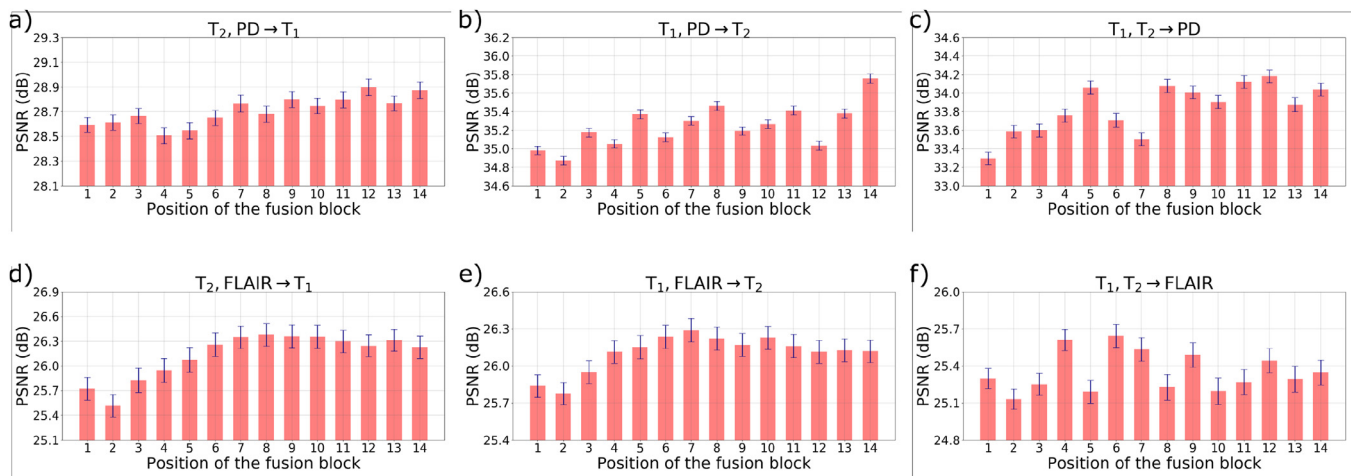 a)
T₂, PD → T₁
PSNR (dB)
29.3
29.1
28.9
28.7
28.5
28.3
28.1
1 2 3 4 5 6 7 8 9 10 11 12 13 14
Position of the fusion block
b)
T₁, PD → T₂
PSNR (dB)
36.2
36.0
35.8
35.6
35.4
35.2
35.0
34.8
34.6
1 2 3 4 5 6 7 8 9 10 11 12 13 14
Position of the fusion block
c)
T₁, T₂ → PD
PSNR (dB)
34.6
34.4
34.2
34.0
33.8
33.6
33.4
33.2
33.0
1 2 3 4 5 6 7 8 9 10 11 12 13 14
Position of the fusion block
d)
T₂, FLAIR → T₁
PSNR (dB)
26.9
26.6
26.3
26.0
25.7
25.4
25.1
1 2 3 4 5 6 7 8 9 10 11 12 13 14
Position of the fusion block
e)
T₁, FLAIR → T₂
PSNR (dB)
26.6
26.3
26.0
25.7
25.4
1 2 3 4 5 6 7 8 9 10 11 12 13 14
Position of the fusion block
f)
T₁, T₂ → FLAIR
PSNR (dB)
26.0
25.7
25.4
25.1
24.8
1 2 3 4 5 6 7 8 9 10 11 12 13 14
Position of the fusion block